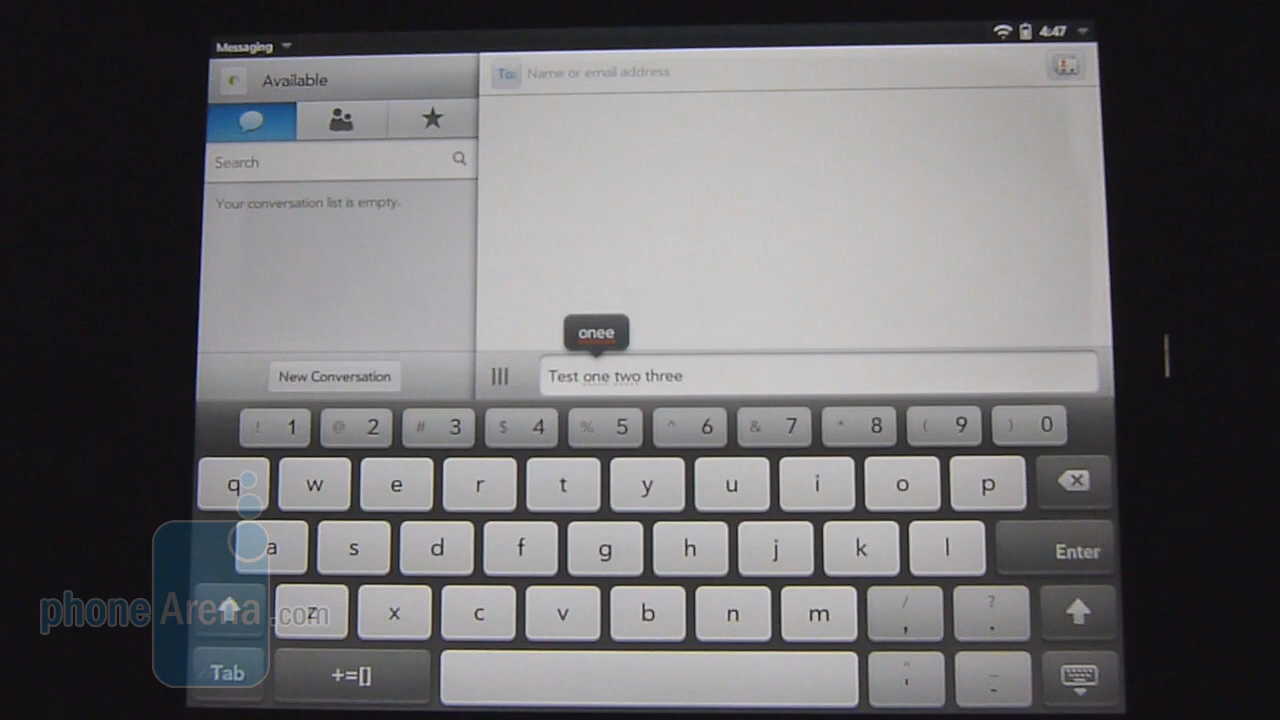 Messaging
4:47
Available
To: Name or email address
Search
Your conversation list is empty.
onee
New Conversation
Test one two three
! 1 @ 2 # 3 $ 4 % 5 ^ 6 & 7 * 8 ( 9 ) 0
q w e r t y u i o p
a s d f g h j k l Enter
z x c v b n m / , ? .
Tab +=[] " ' _ -
phoneArena.com